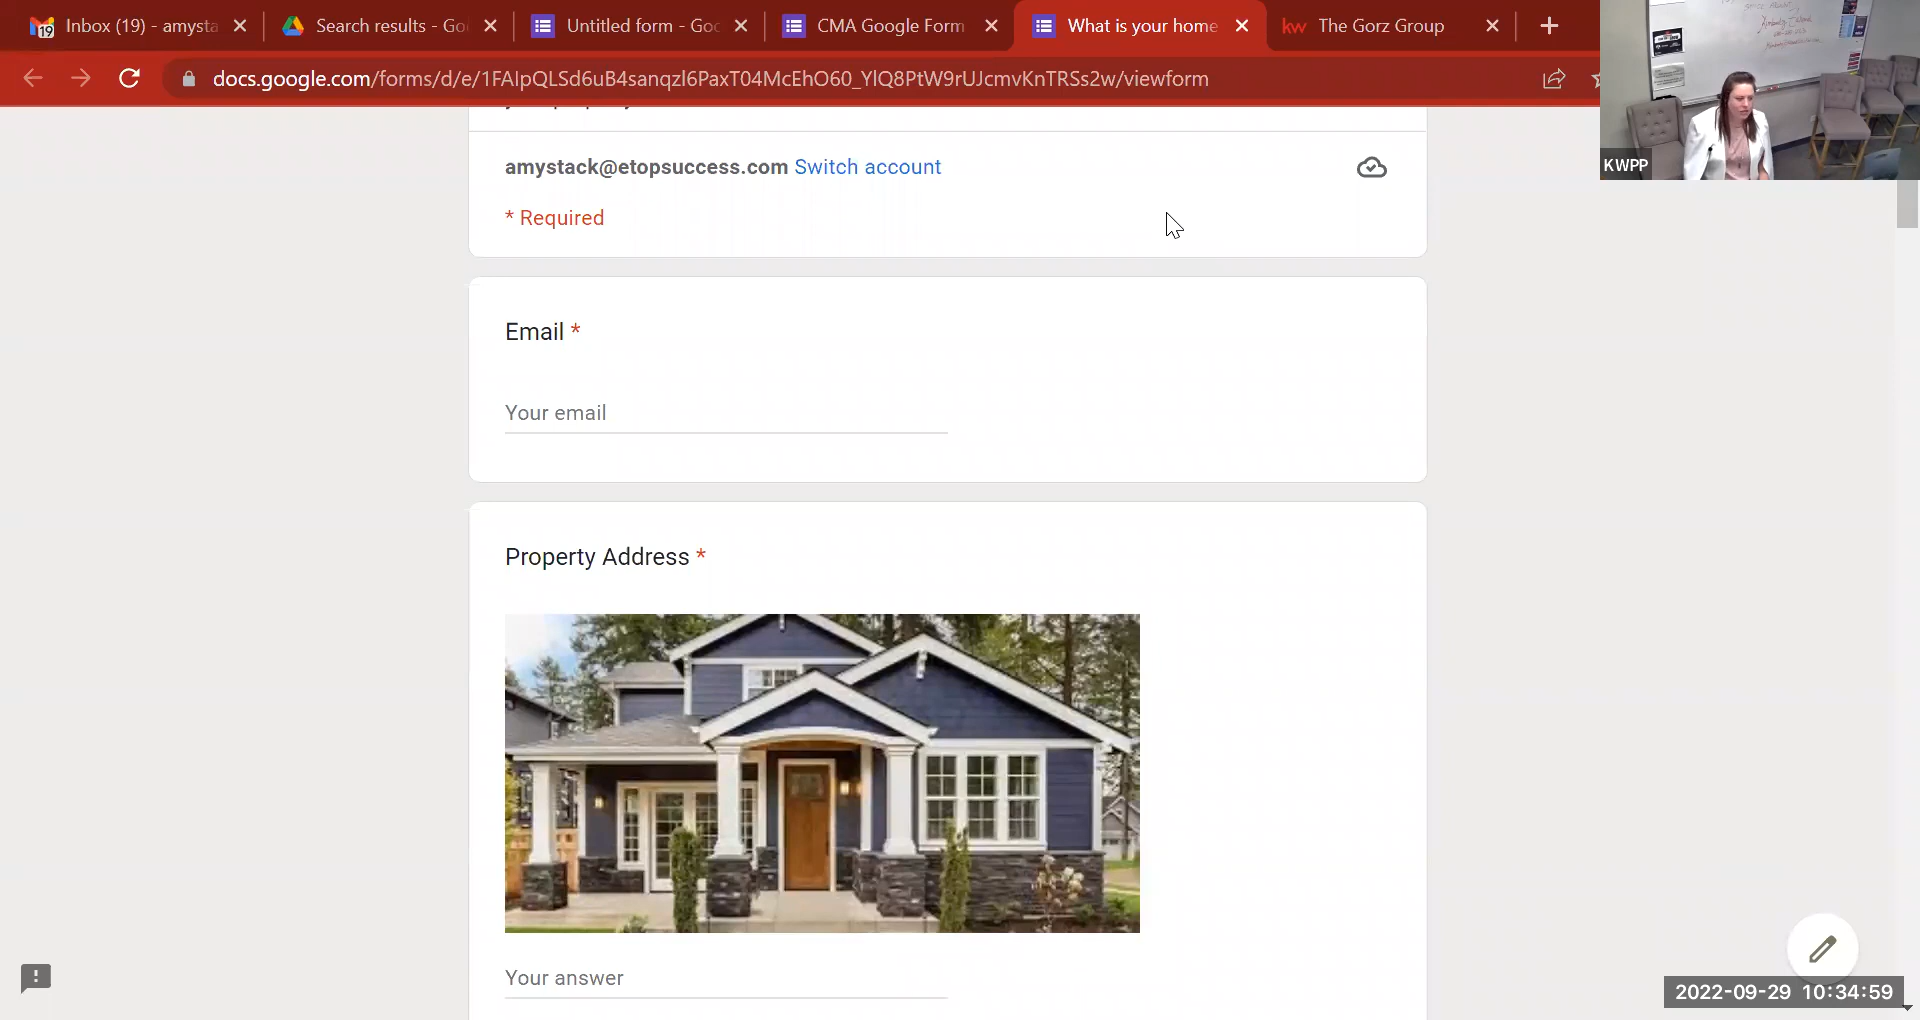 Inbox (19) - amysta
Search results - Go
Untitled form - Goo
CMA Google Form
What is your home
kw The Gorz Group
docs.google.com/forms/d/e/1FAIpQLSd6uB4sanqzl6PaxT04McEhO60_YlQ8PtW9rUJcmvKnTRSs2w/viewform
KWPP
amystack@etopsuccess.com Switch account
* Required
Email *
Your email
Property Address *
Your answer
2022-09-29 10:34:59